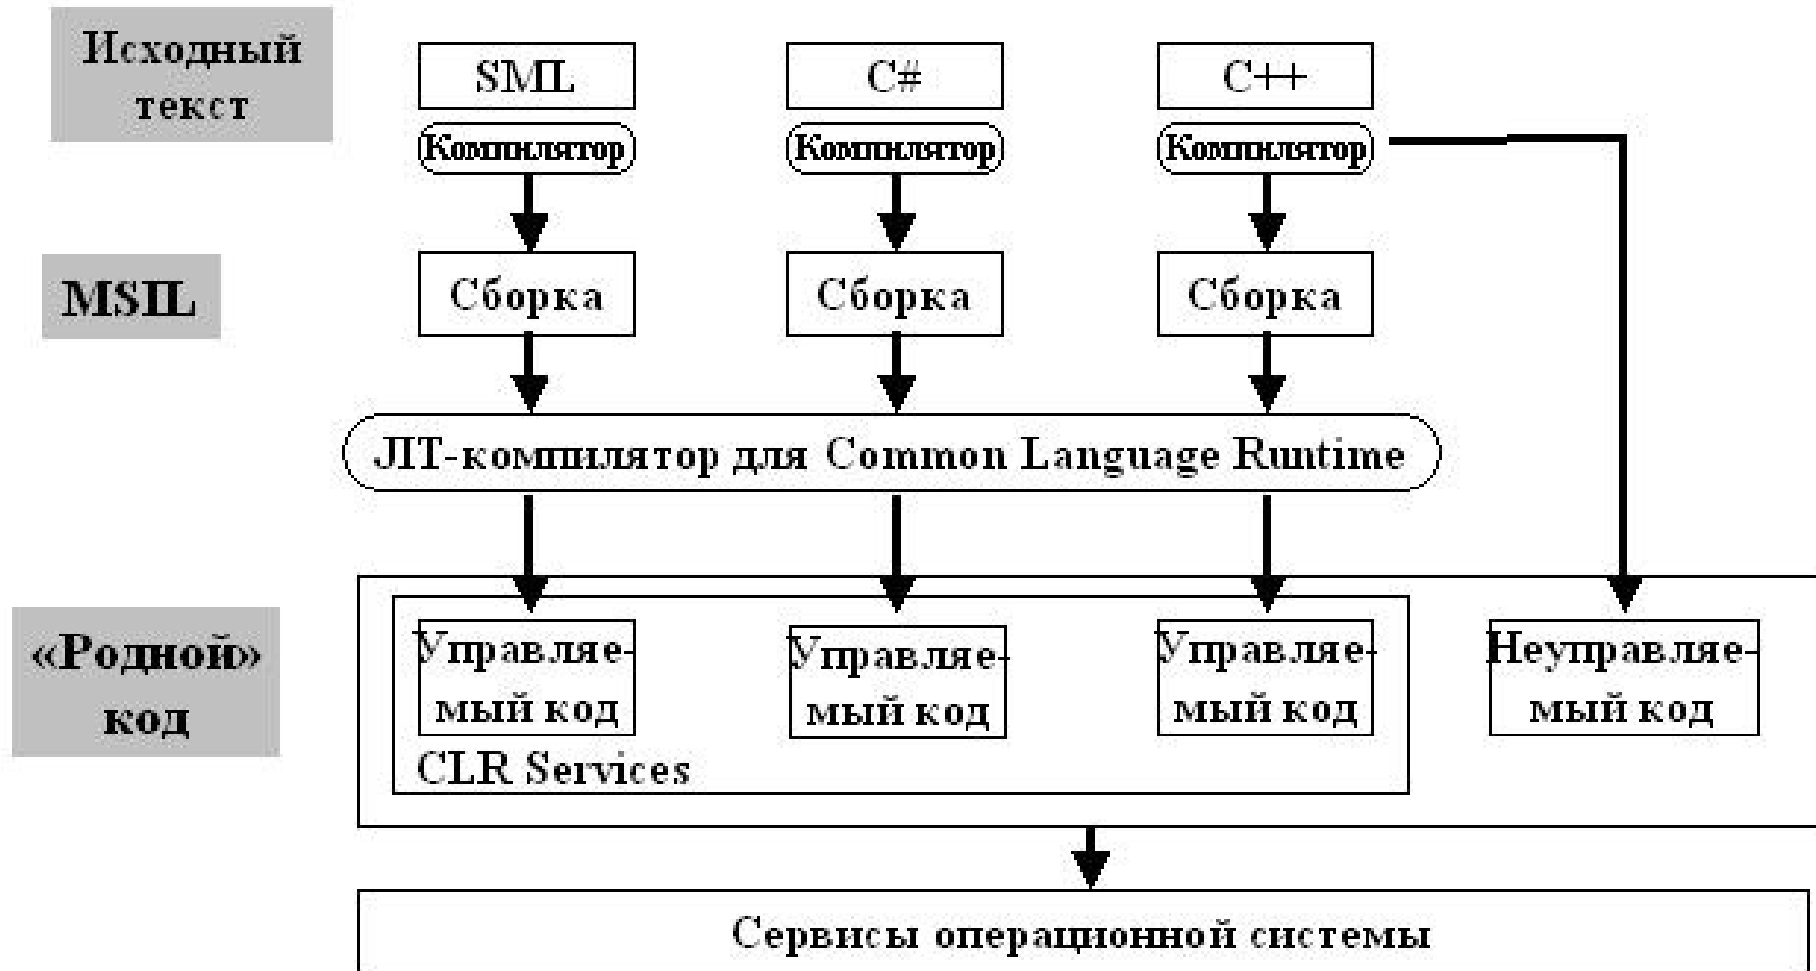 Исходный
текст
SML
C#
C++
Компилятор
Компилятор
Компилятор
MSIL
Сборка
Сборка
Сборка
JIT-компилятор для Common Language Runtime
«Родной»
код
Управляе-
мый код
Управляе-
мый код
Управляе-
мый код
Неуправляе-
мый код
CLR Services
Сервисы операционной системы